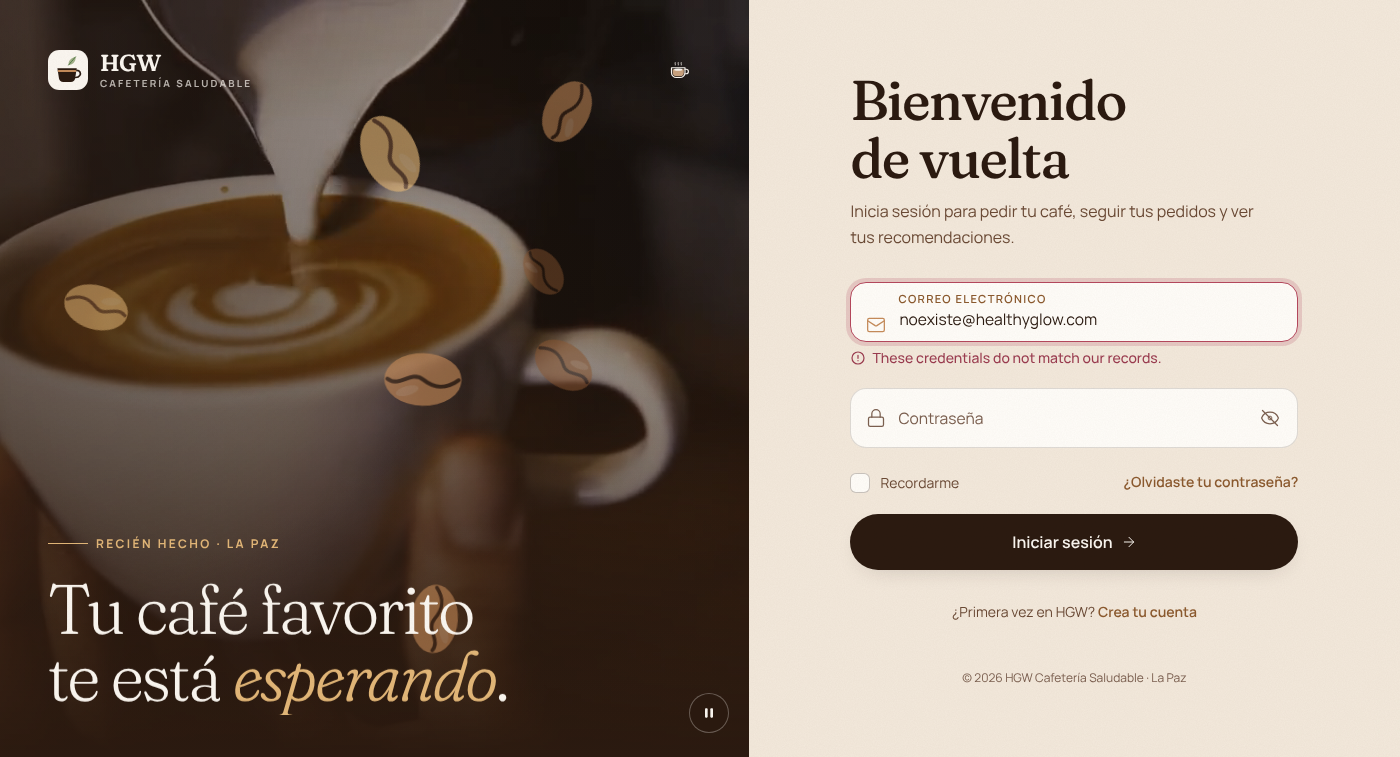 HGW
CAFETERÍA SALUDABLE
RECIÉN HECHO · LA PAZ
Tu café favorito
te está esperando.
Bienvenido
de vuelta
Inicia sesión para pedir tu café, seguir tus pedidos y ver
tus recomendaciones.
CORREO ELECTRÓNICO
noexiste@healthyglow.com
These credentials do not match our records.
Contraseña
Recordarme
¿Olvidaste tu contraseña?
Iniciar sesión
¿Primera vez en HGW? Crea tu cuenta
© 2026 HGW Cafetería Saludable · La Paz